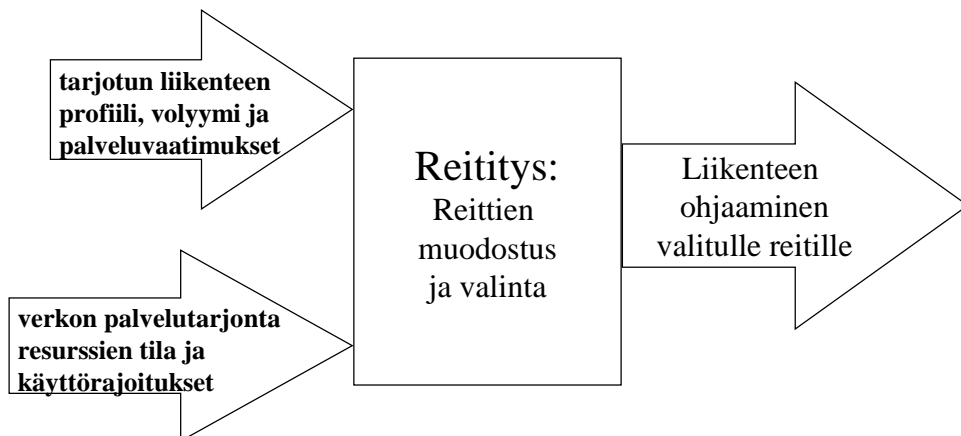 tarjotun liikenteen
profiili, volyymi ja
palveluvaatimukset
verkon palvelutarjonta
resurssien tila ja
käyttörajoitukset
Reititys:
Reittien
muodostus
ja valinta
Liikenteen
ohjaaminen
valitulle reitille